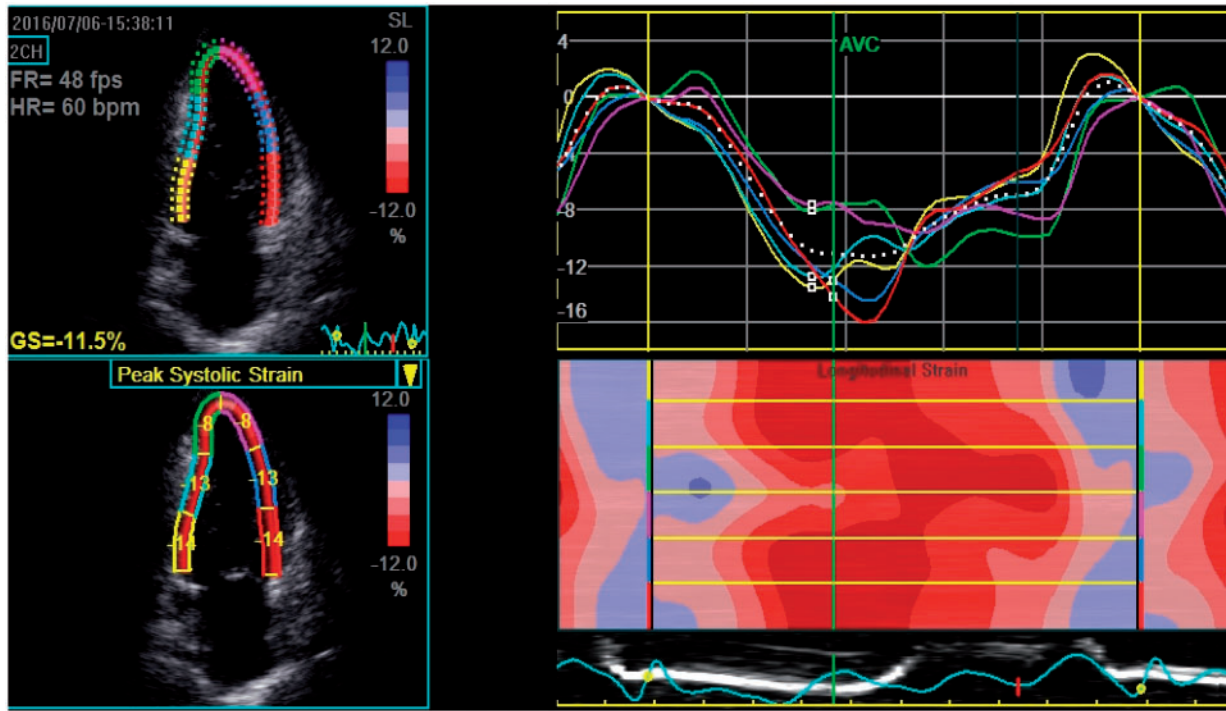 2016/07/06-15:38:11
SL
2CH
12.0
FR= 48 fps
HR= 60 bpm
-12.0
%
GS=-11.5%
4
AVC
0
-8
-12
-16
Peak Systolic Strain
12.0
-8
-8
-13
-13
-14
-14
-12.0
%
Longitudinal Strain